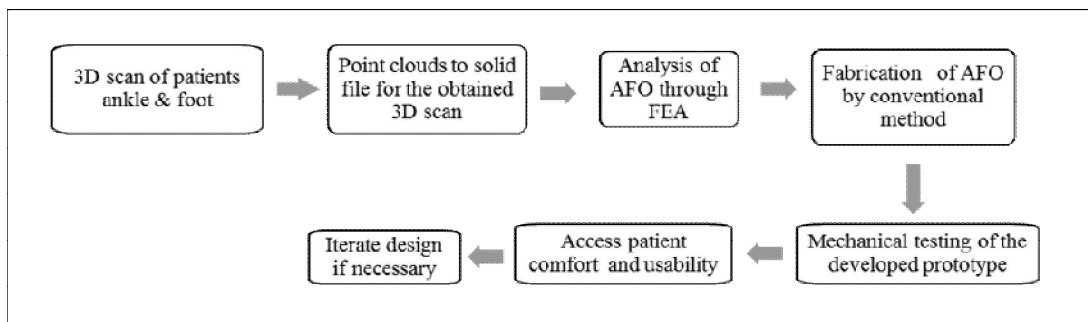 3D scan of patients
ankle & foot
Point clouds to solid
file for the obtained
3D scan
Analysis of
AFO through
FEA
Fabrication of AFO
by conventional
method
Mechanical testing of the
developed prototype
Access patient
comfort and usability
Iterate design
if necessary